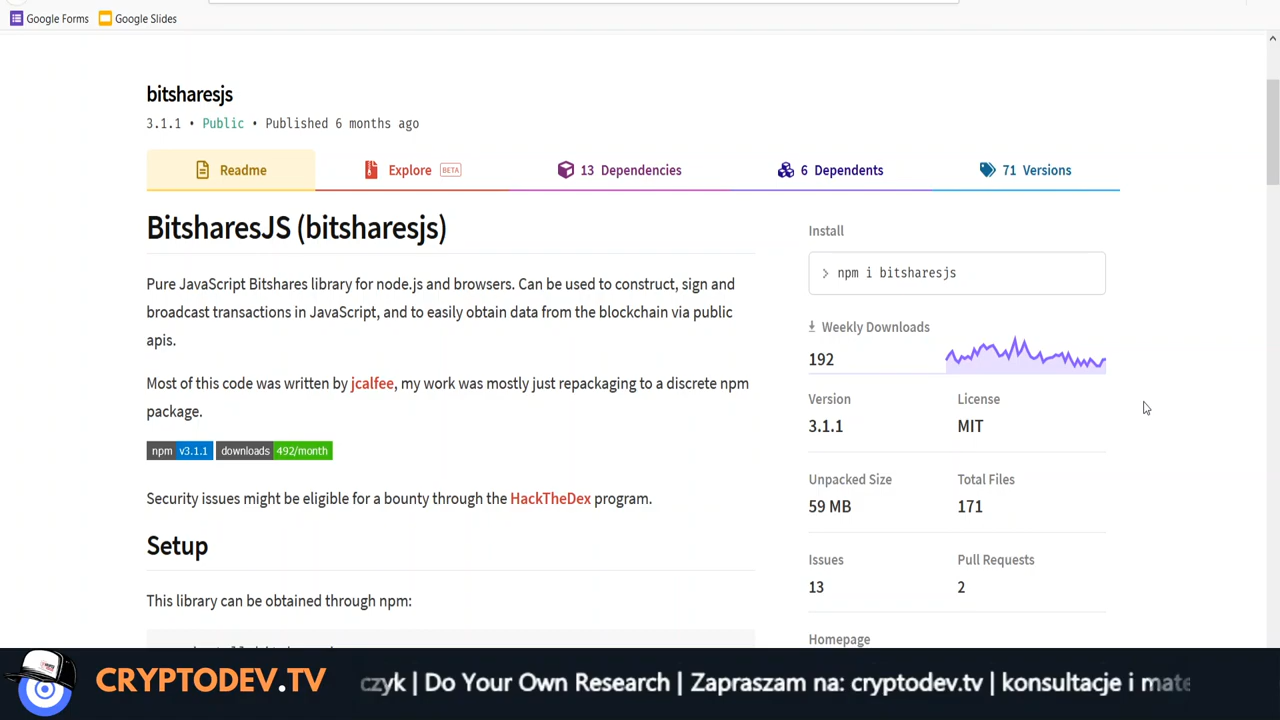 Google Forms
Google Slides
bitsharesjs
3.1.1 • Public • Published 6 months ago
Readme
Explore BETA
13 Dependencies
6 Dependents
71 Versions
BitsharesJS (bitsharesjs)
Pure JavaScript Bitshares library for node.js and browsers. Can be used to construct, sign and
broadcast transactions in JavaScript, and to easily obtain data from the blockchain via public
apis.
Most of this code was written by jcalfee, my work was mostly just repackaging to a discrete npm
package.
npm v3.1.1 downloads 492/month
Security issues might be eligible for a bounty through the HackTheDex program.
Setup
This library can be obtained through npm:
Install
> npm i bitsharesjs
Weekly Downloads
192
Version
3.1.1
License
MIT
Unpacked Size
59 MB
Total Files
171
Issues
13
Pull Requests
2
Homepage
CRYPTODEV.TV
czyk | Do Your Own Research | Zapraszam na: cryptodev.tv | konsultacje i mate